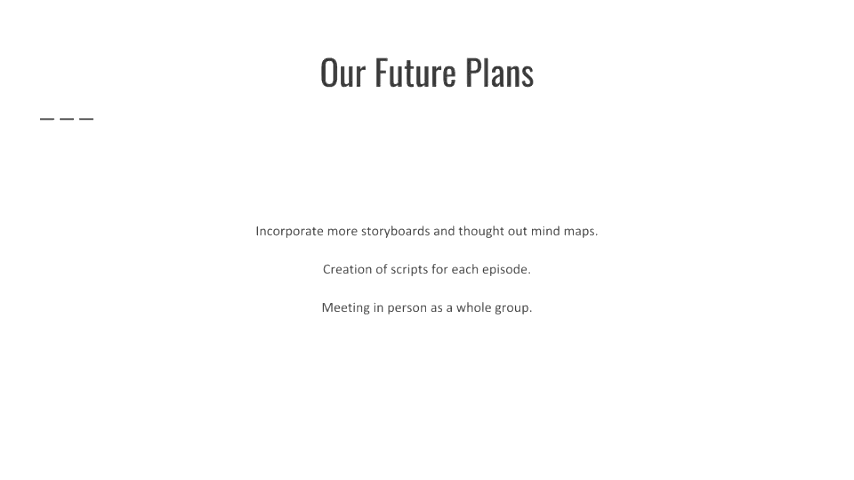 Our Future Plans
Incorporate more storyboards and thought out mind maps.
Creation of scripts for each episode.
Meeting in person as a whole group.